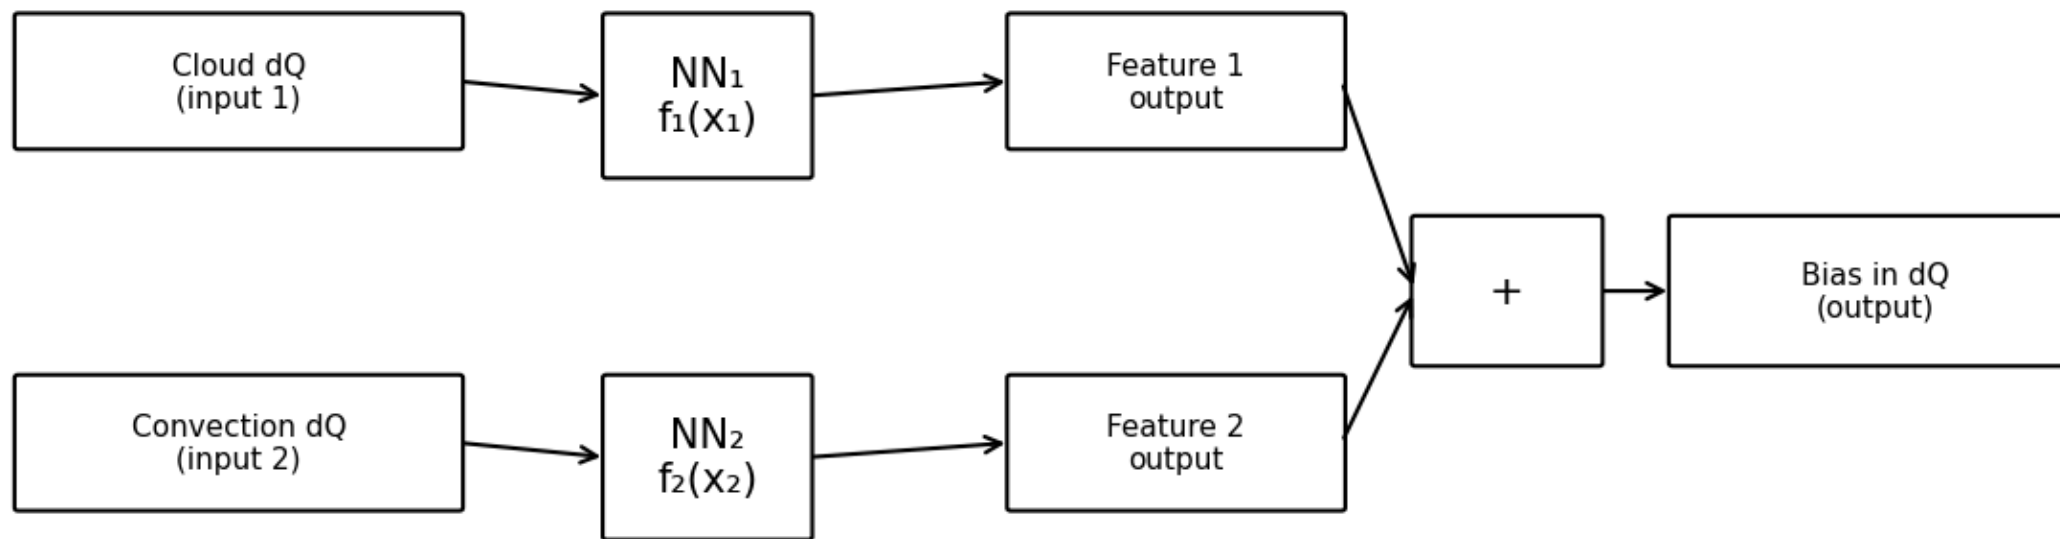 Cloud dQ
(input 1)
NN₁
f₁(x₁)
Feature 1
output
+
Bias in dQ
(output)
Convection dQ
(input 2)
NN₂
f₂(x₂)
Feature 2
output